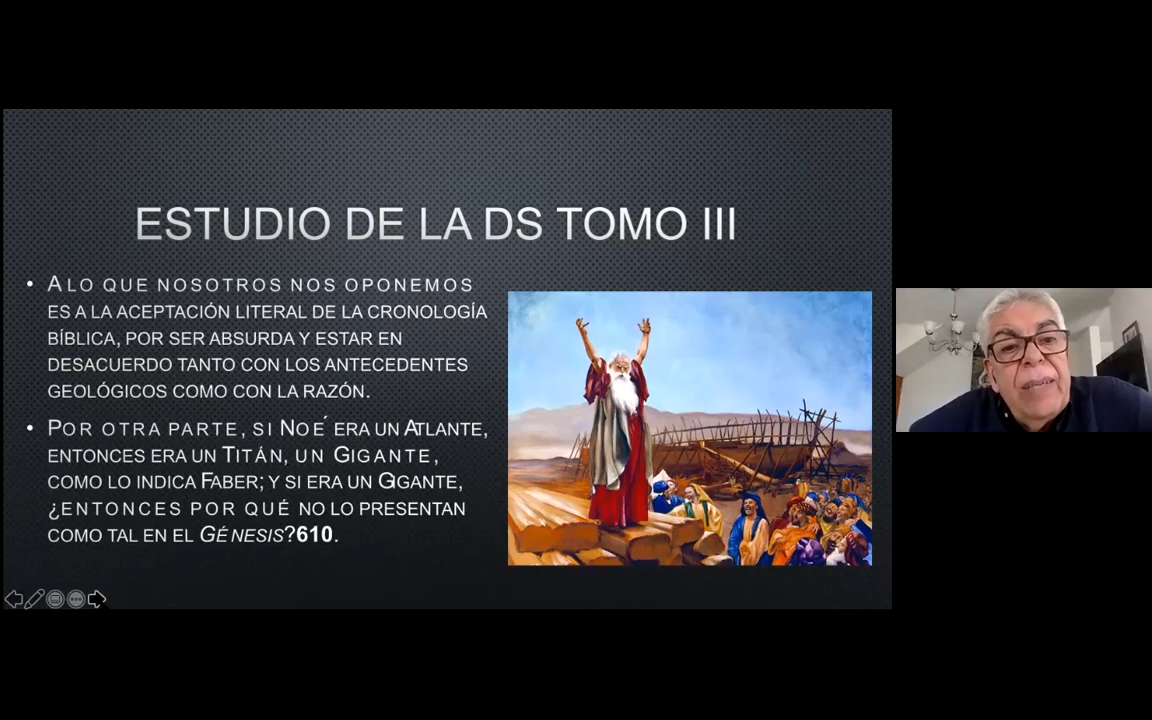 ESTUDIO DE LA DS TOMO III
• A LO QUE NOSOTROS NOS OPONEMOS
ES A LA ACEPTACIÓN LITERAL DE LA CRONOLOGÍA
BÍBLICA, POR SER ABSURDA Y ESTAR EN
DESACUERDO TANTO CON LOS ANTECEDENTES
GEOLÓGICOS COMO CON LA RAZÓN.
• POR OTRA PARTE, SI NOE´ ERA UN ATLANTE,
ENTONCES ERA UN TITÁN, UN GIGANTE,
COMO LO INDICA FABER; Y SI ERA UN GGANTE,
¿ENTONCES POR QUÉ NO LO PRESENTAN
COMO TAL EN EL GÉNESIS?610.